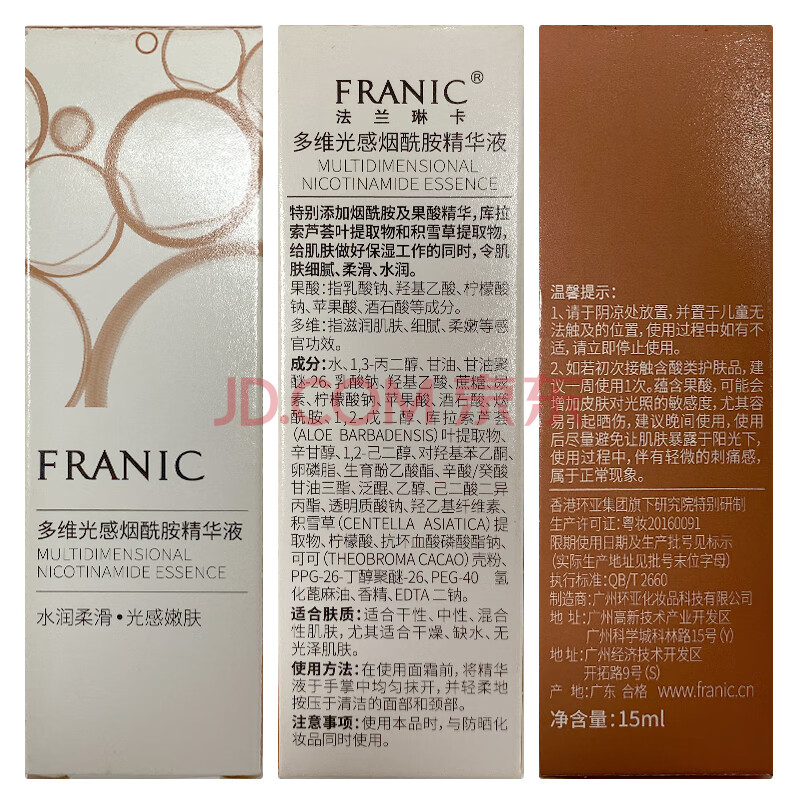 FRANIC
多维光感烟酰胺精华液
MULTIDIMENSIONAL
NICOTINAMIDE ESSENCE
水润柔滑•光感嫩肤
FRANIC®
法兰琳卡
多维光感烟酰胺精华液
MULTIDIMENSIONAL
NICOTINAMIDE ESSENCE
特别添加烟酰胺及果酸精华,库拉
索芦荟叶提取物和积雪草提取物,
给肌肤做好保湿工作的同时,令肌
肤细腻、柔滑、水润。
果酸:指乳酸钠、羟基乙酸、柠檬酸
钠、苹果酸、酒石酸等成分。
多维:指滋润肌肤、细腻、柔嫩等感
官功效。
成分:水、1,3-丙二醇、甘油、甘油聚
醚-26、乳酸钠、羟基乙酸、蔗糖、尿
素、柠檬酸钠、苹果酸、酒石酸、烟
酰胺、1,2-戊二醇、库拉索芦荟
(ALOE BARBADENSIS)叶提取物、
辛甘醇、1,2-己二醇、对羟基苯乙酮、
卵磷脂、生育酚乙酸酯、辛酸/癸酸
甘油三酯、泛醌、乙醇、己二酸二异
丙酯、透明质酸钠、羟乙基纤维素、
积雪草(CENTELLA ASIATICA)提
取物、柠檬酸、抗坏血酸磷酸酯钠、
可可(THEOBROMA CACAO)壳粉、
PPG-26-丁醇聚醚-26、PEG-40 氢
化蓖麻油、香精、EDTA 二钠。
适合肤质:适合干性、中性、混合
性肌肤,尤其适合干燥、缺水、无
光泽肌肤。
使用方法:在使用面霜前,将精华
液于手掌中均匀抹开,并轻柔地
按压于清洁的面部和颈部。
注意事项:使用本品时,与防晒化
妆品同时使用。
温馨提示:
1、请于阴凉处放置,并置于儿童无
法触及的位置,使用过程中如有不
适,请立即停止使用。
2、如若初次接触含酸类护肤品,建
议一周使用1次。蕴含果酸,可能会
增加皮肤对光照的敏感度,尤其容
易引起晒伤,建议晚间使用,使用
后尽量避免让肌肤暴露于阳光下,
使用过程中,伴有轻微的刺痛感,
属于正常现象。
香港环亚集团旗下研究院特别研制
生产许可证:粤妆20160091
限期使用日期及生产批号见标示
(实际生产地址见批号末位字母)
执行标准:QB/T 2660
制造商:广州环亚化妆品科技有限公司
地 址:广州高新技术产业开发区
广州科学城科林路15号(Y)
地 址:广州经济技术开发区
开拓路9号(S)
产 地:广东 合格 www.franic.cn
净含量:15ml
JD.COM 京东